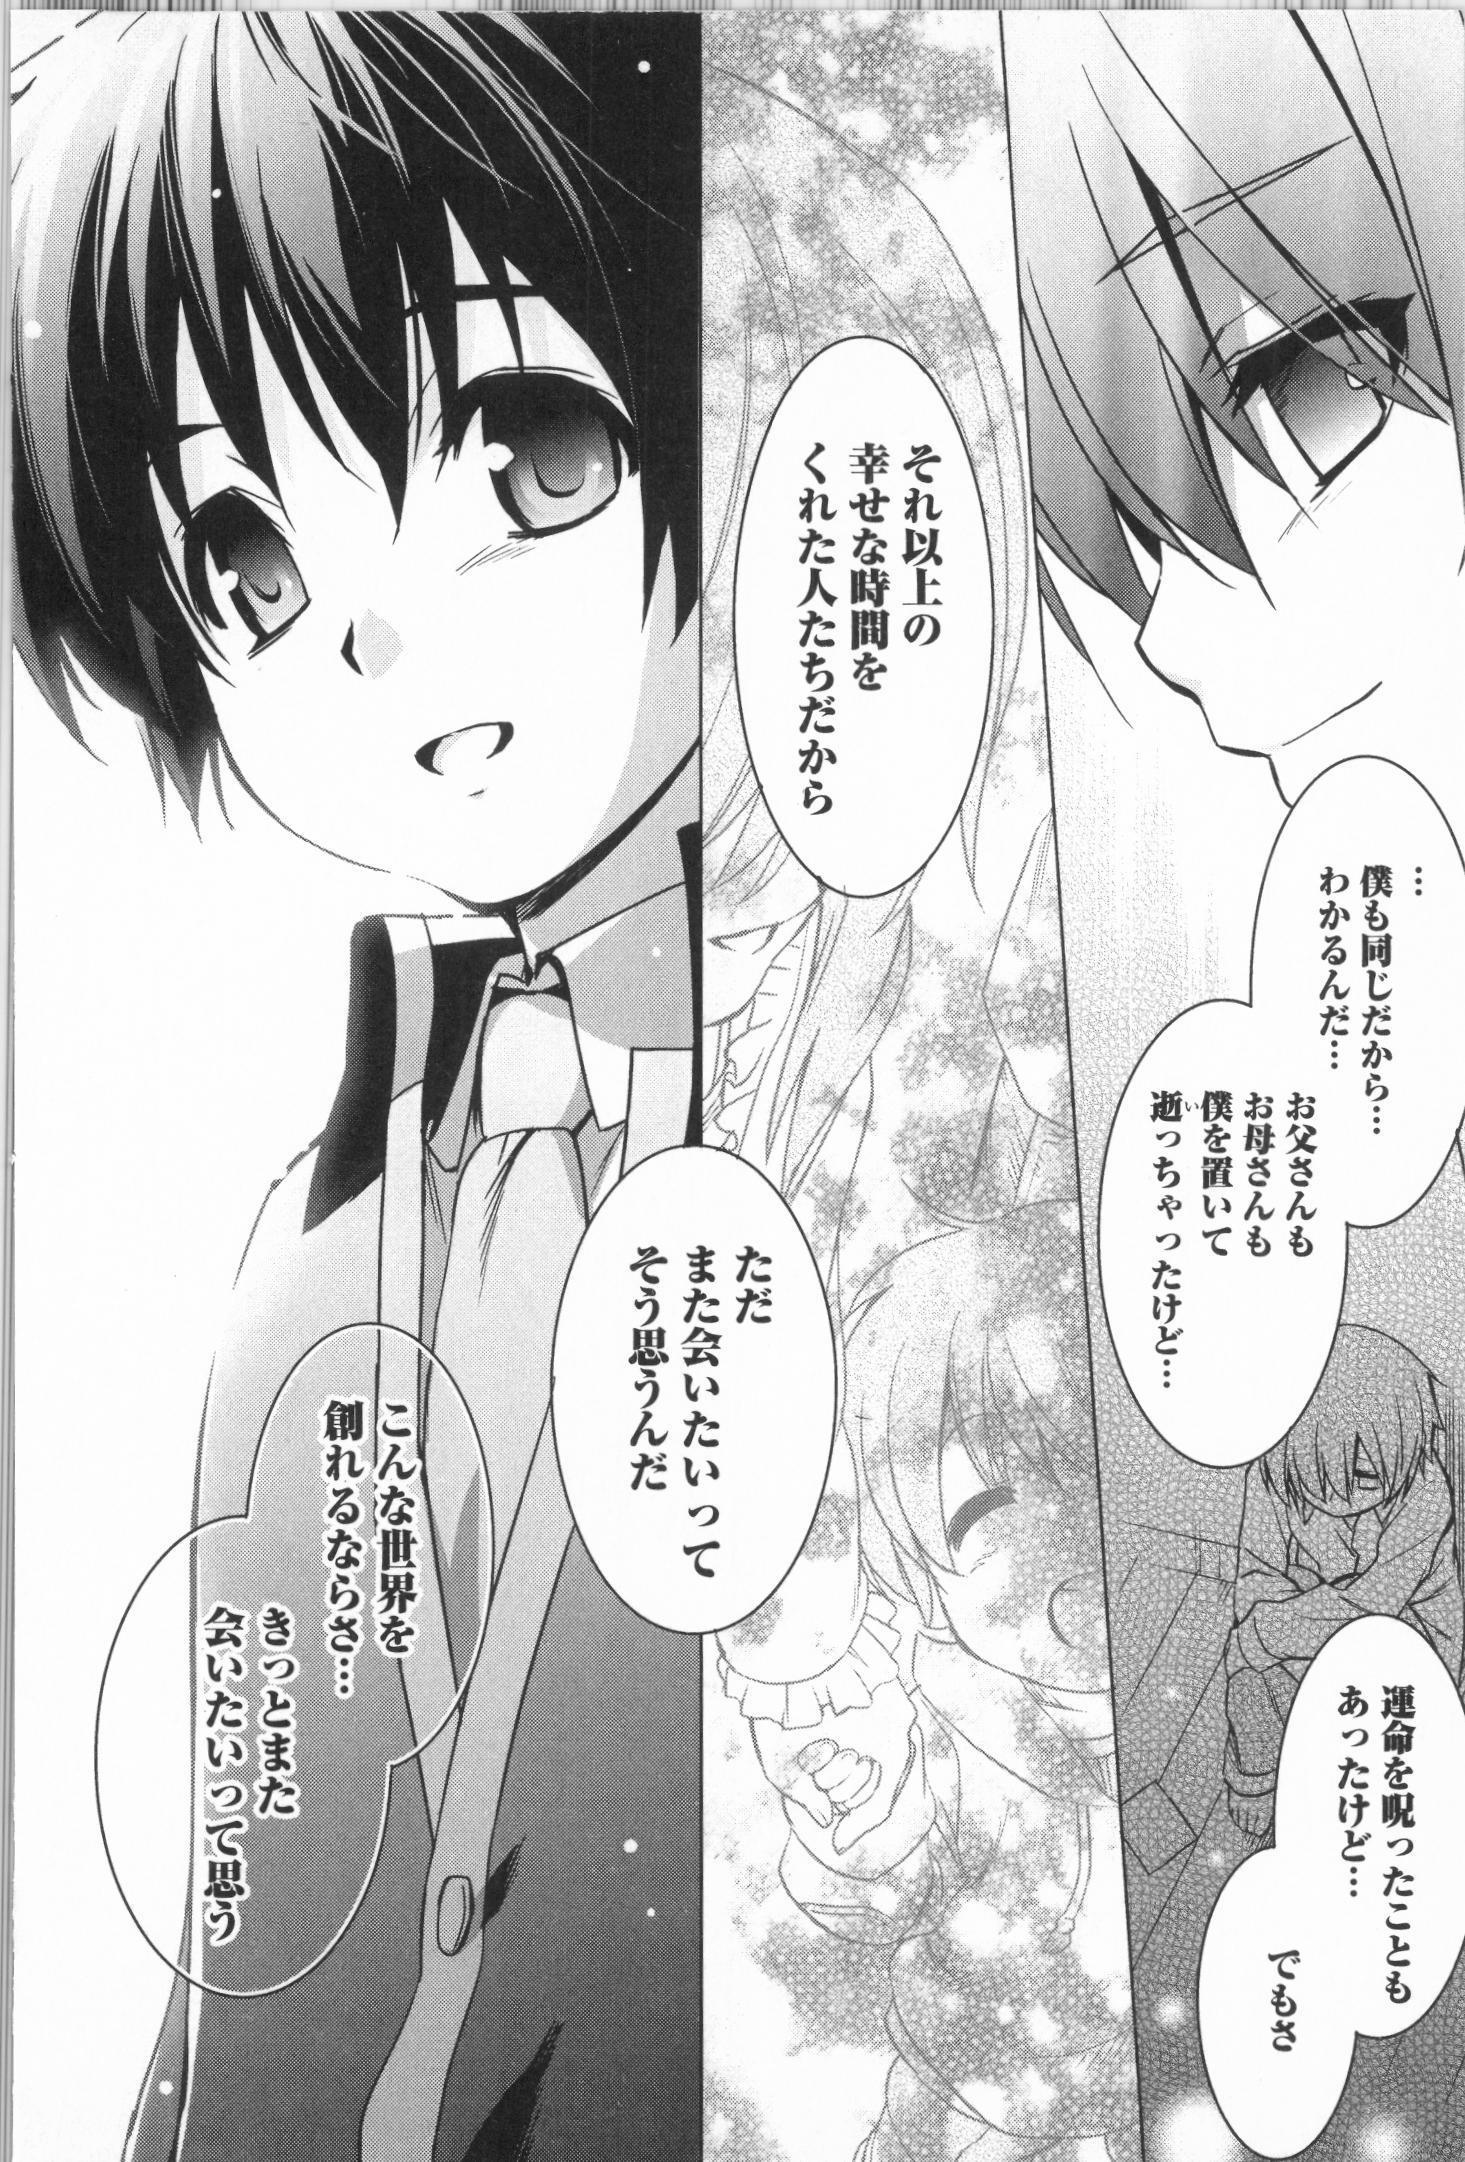 …
僕も同じだから…
わかるんだ…
お父さんも
お母さんも
僕を置いて
逝っちゃったけど…
い
運命を呪ったことも
あったけど…
でもさ
それ以上の
幸せな時間を
くれた人たちだから
ただ
また会いたいって
そう思うんだ
こんな世界を
創れるならさ…
きっとまた
会いたいって思う